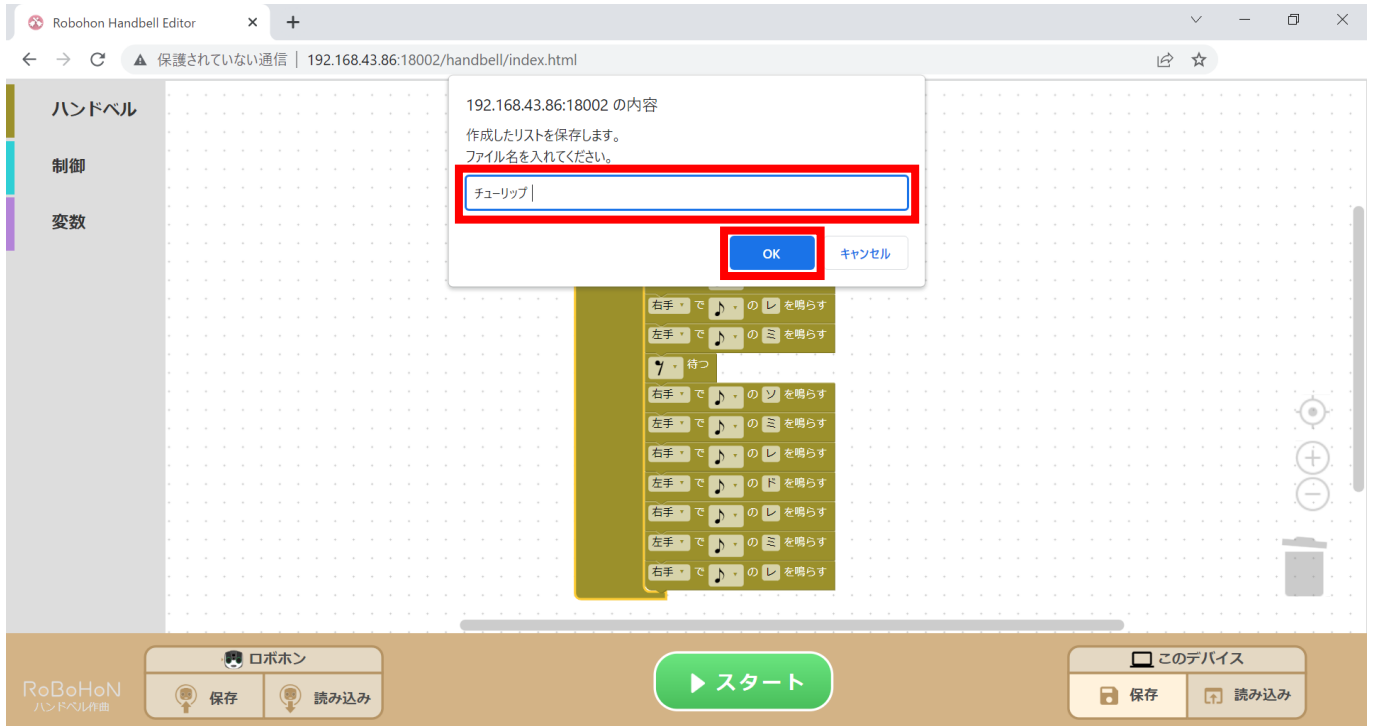 Robohon Handbell Editor
保護されていない通信 | 192.168.43.86:18002/handbell/index.html
ハンドベル
制御
変数
192.168.43.86:18002 の内容
作成したリストを保存します。
ファイル名を入れてください。
チューリップ
OK
キャンセル
右手 で ♪ の レ を鳴らす
左手 で ♪ の ミ を鳴らす
待つ
右手 で ♪ の ソ を鳴らす
左手 で ♪ の ミ を鳴らす
右手 で ♪ の レ を鳴らす
左手 で ♪ の ド を鳴らす
右手 で ♪ の レ を鳴らす
左手 で ♪ の ミ を鳴らす
右手 で ♪ の レ を鳴らす
RoBoHoN
ハンドベル作曲
ロボホン
保存
読み込み
スタート
このデバイス
保存
読み込み